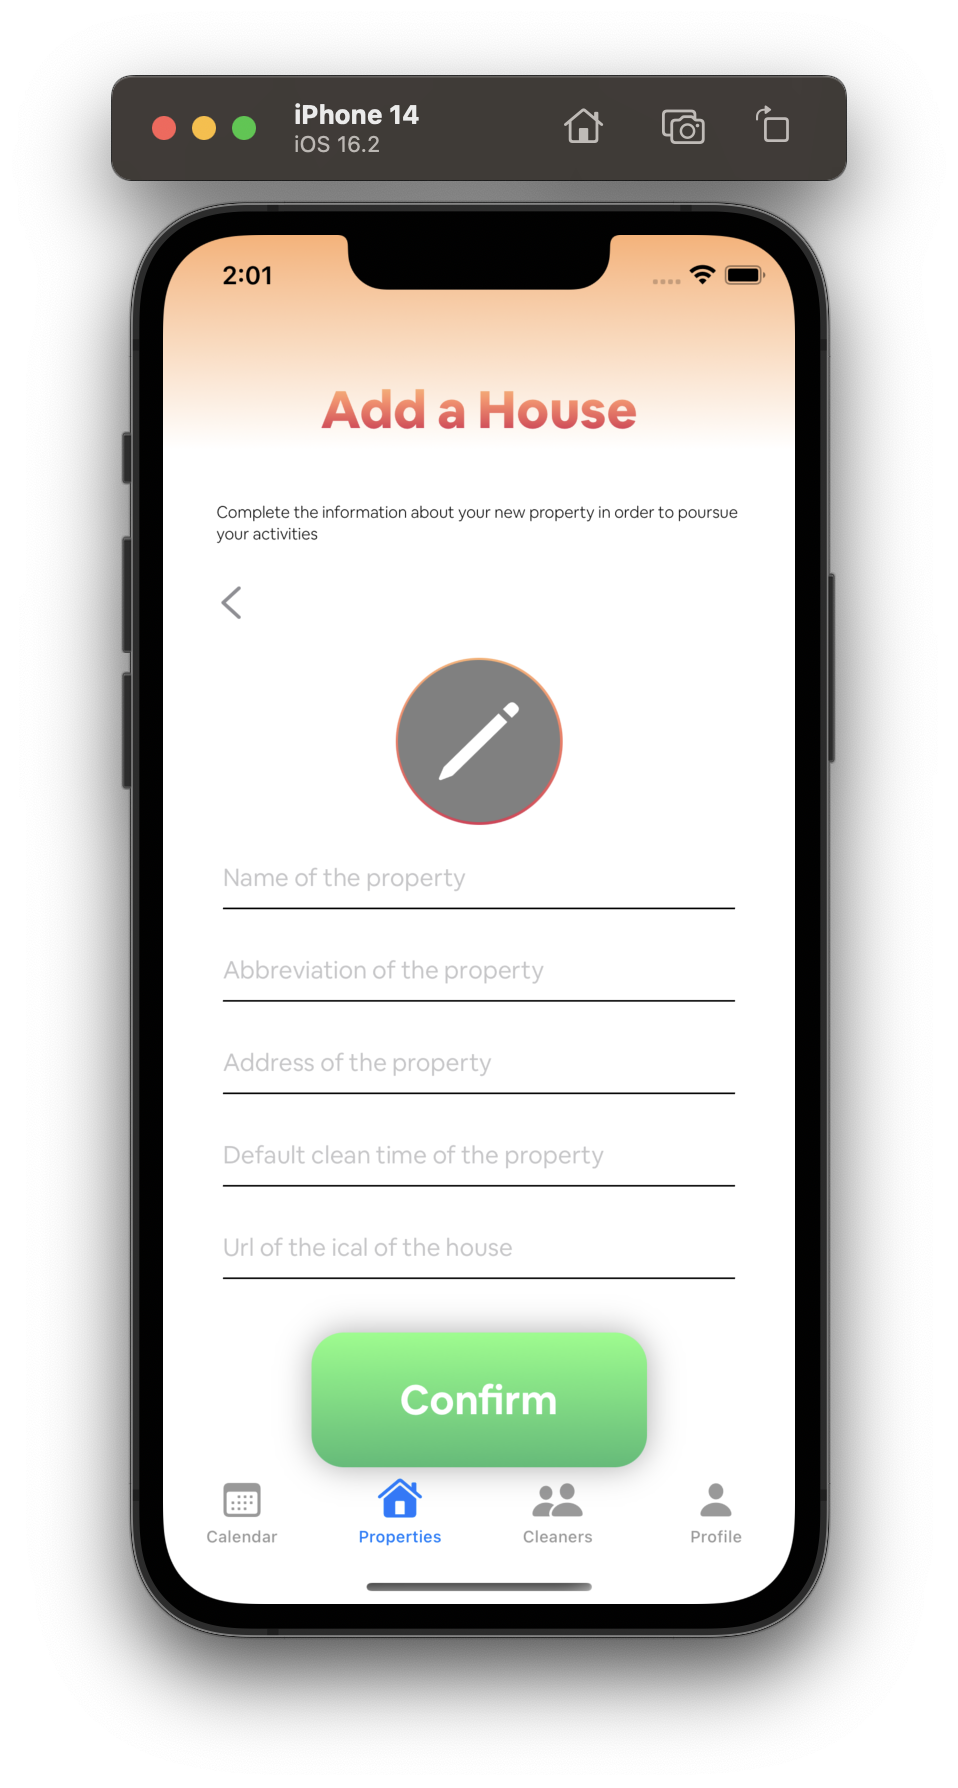 iPhone 14
iOS 16.2
2:01
Add a House
Complete the information about your new property in order to poursue
your activities
Name of the property
Abbreviation of the property
Address of the property
Default clean time of the property
Url of the ical of the house
Confirm
Calendar
Properties
Cleaners
Profile